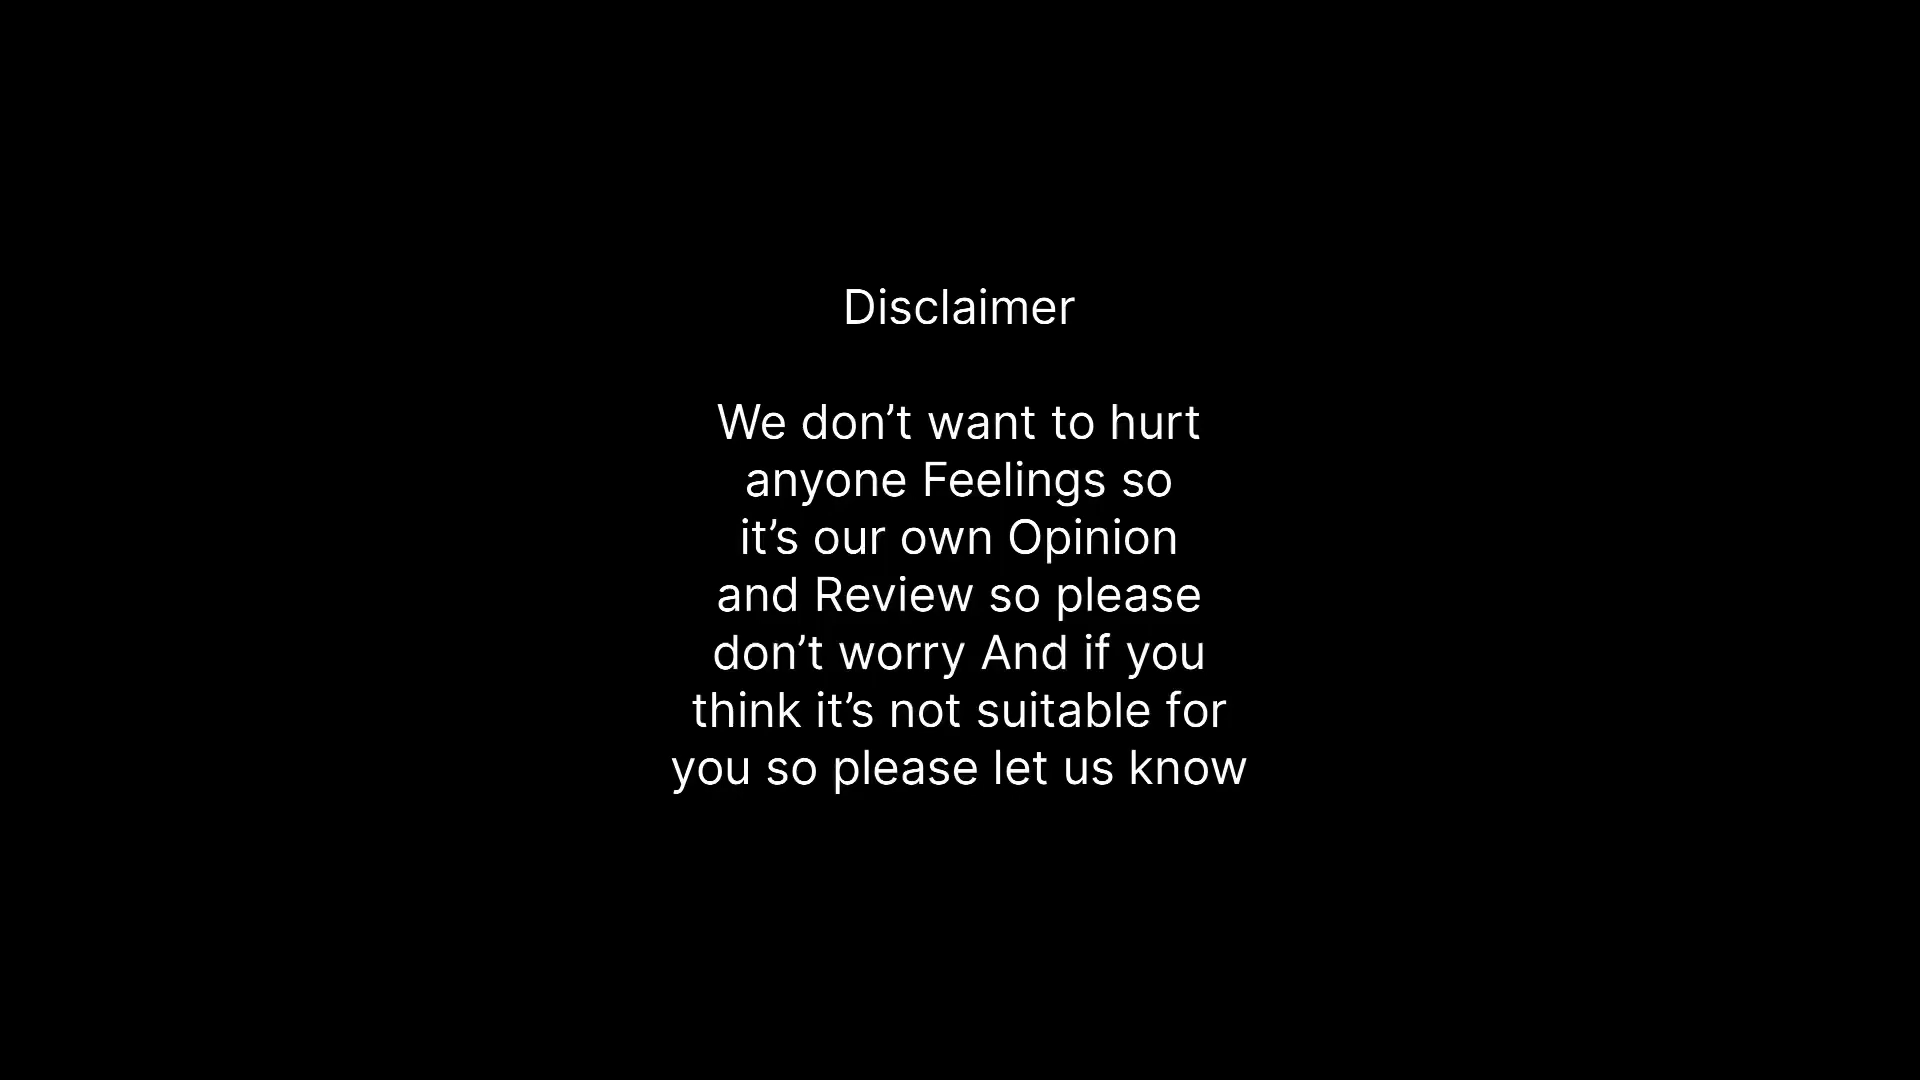 Disclaimer
We don’t want to hurt
anyone Feelings so
it’s our own Opinion
and Review so please
don’t worry And if you
think it’s not suitable for
you so please let us know